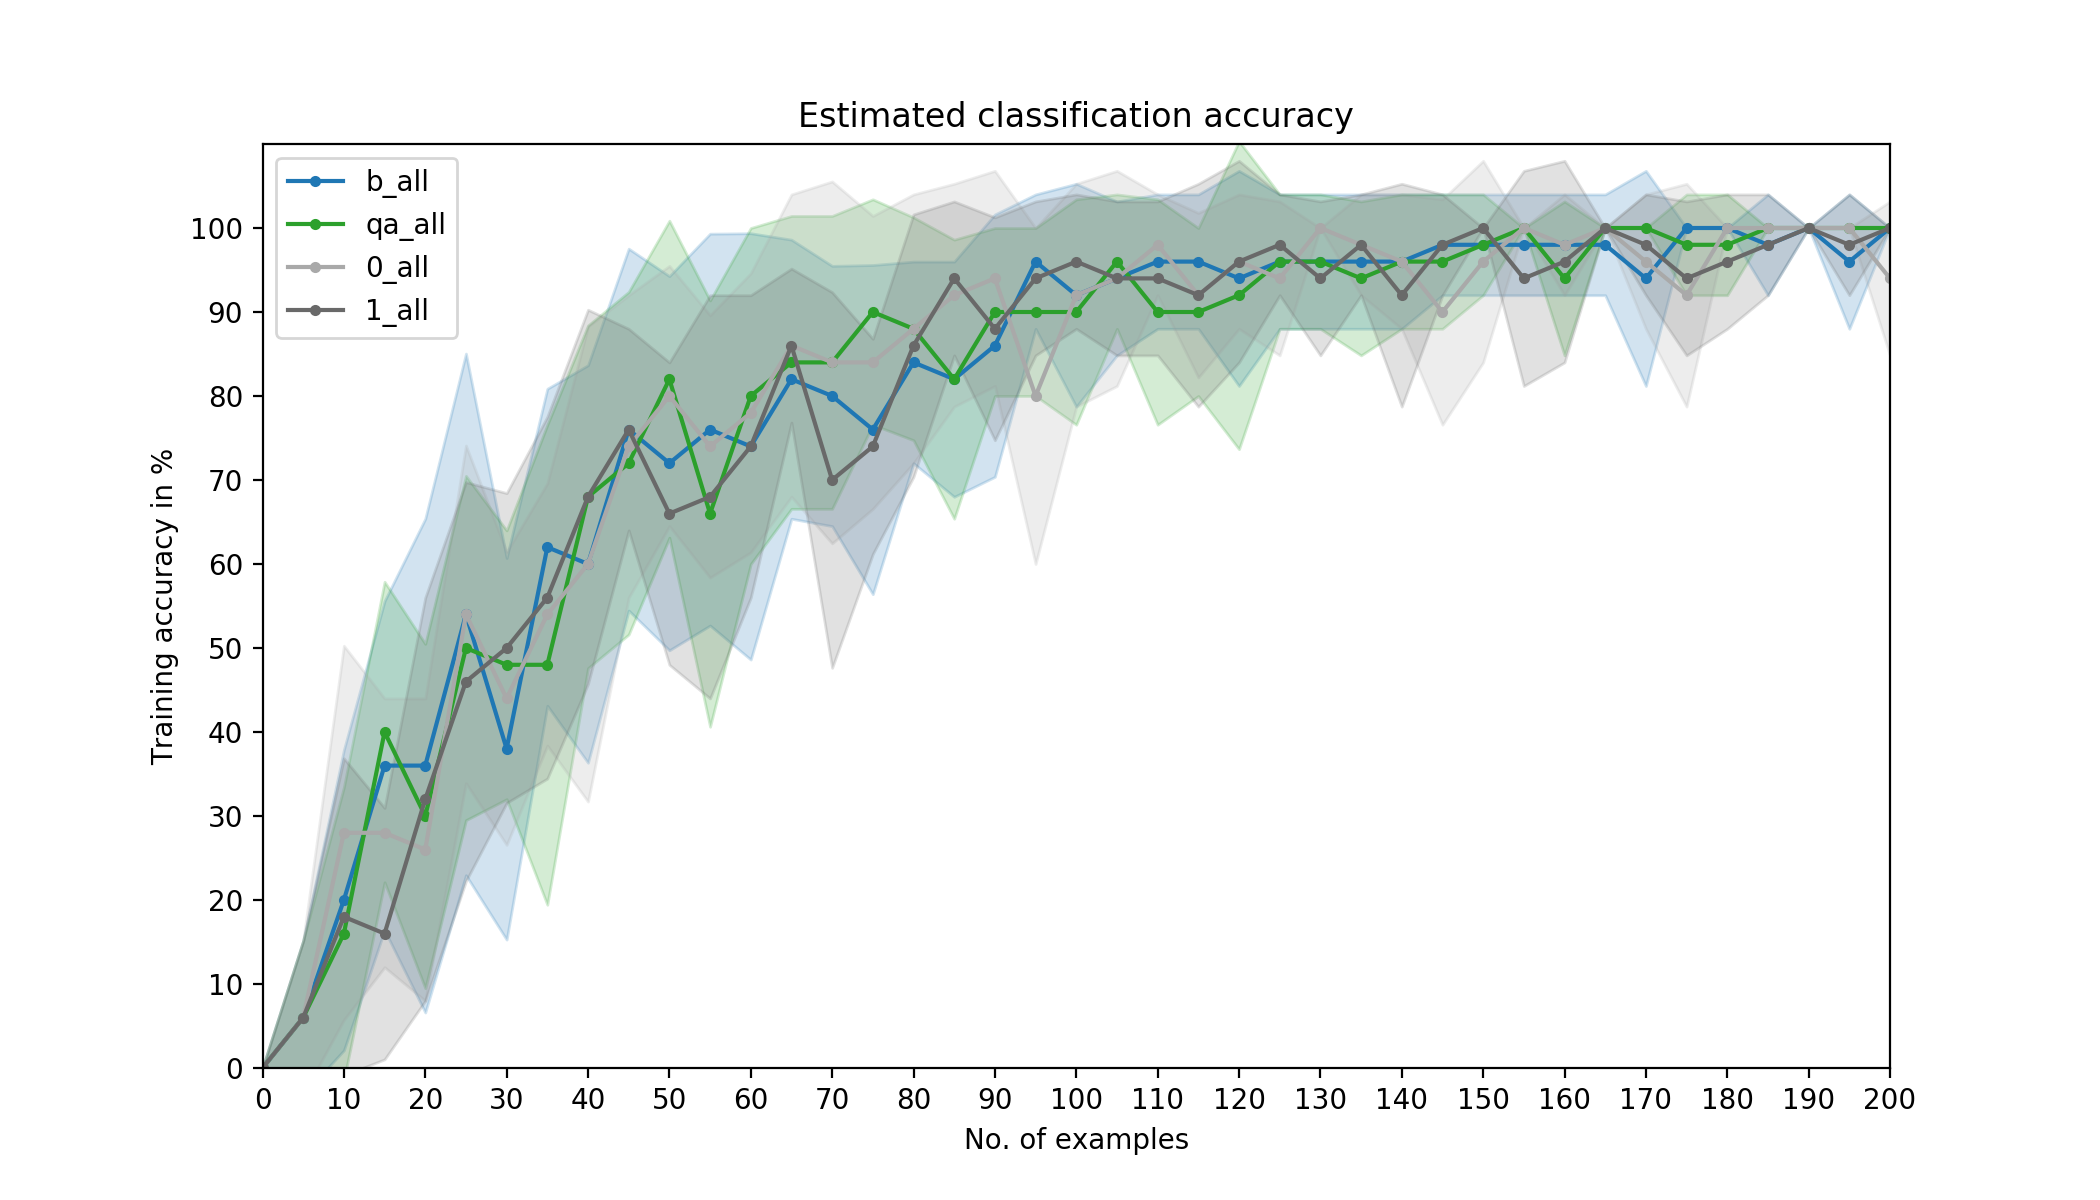 Estimated classification accuracy
b_all
qa_all
0_all
1_all
100
90
80
70
60
50
40
30
20
10
0
Training accuracy in %
0 10 20 30 40 50 60 70 80 90 100 110 120 130 140 150 160 170 180 190 200
No. of examples